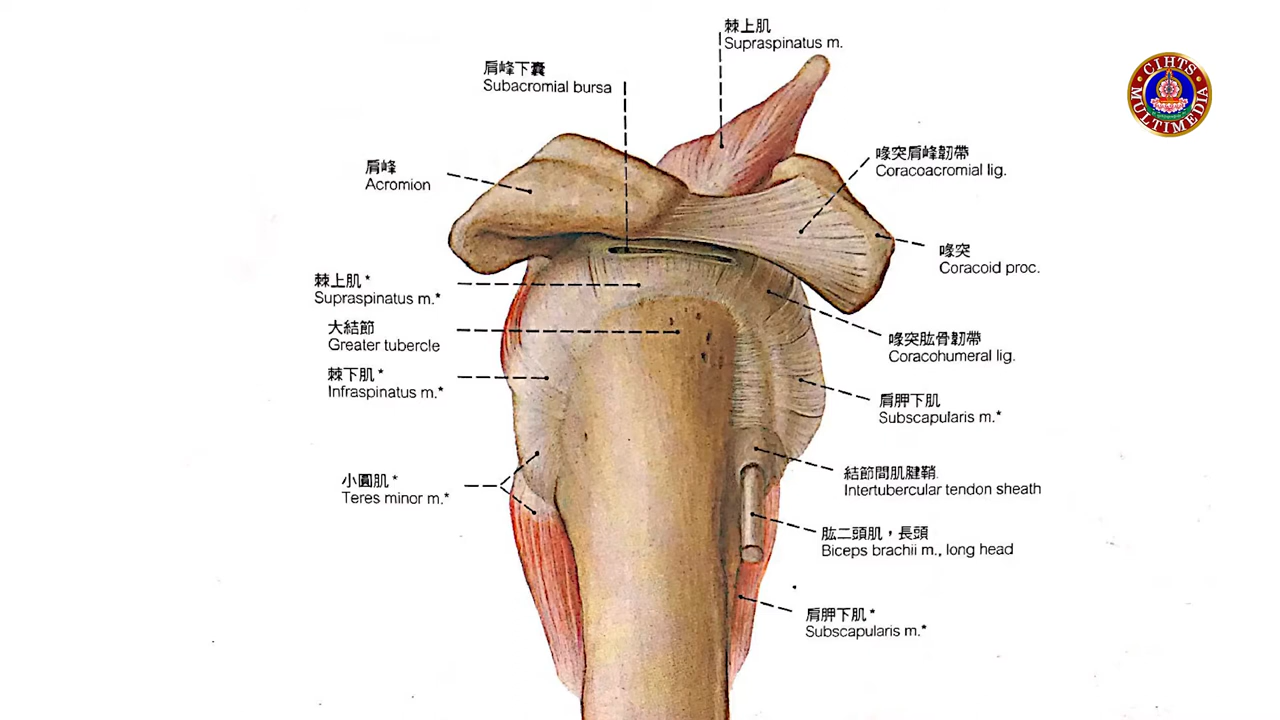 棘上肌
Supraspinatus m.
肩峰下囊
Subacromial bursa
CIHTS
MULTIMEDIA
肩峰
Acromion
喙突肩峰韌帶
Coracoacromial lig.
喙突
Coracoid proc.
棘上肌*
Supraspinatus m.*
大結節
Greater tubercle
喙突肱骨韌帶
Coracohumeral lig.
棘下肌*
Infraspinatus m.*
肩胛下肌
Subscapularis m.*
小圓肌*
Teres minor m.*
結節間肌腱鞘
Intertubercular tendon sheath
肱二頭肌，長頭
Biceps brachii m., long head
肩胛下肌*
Subscapularis m.*